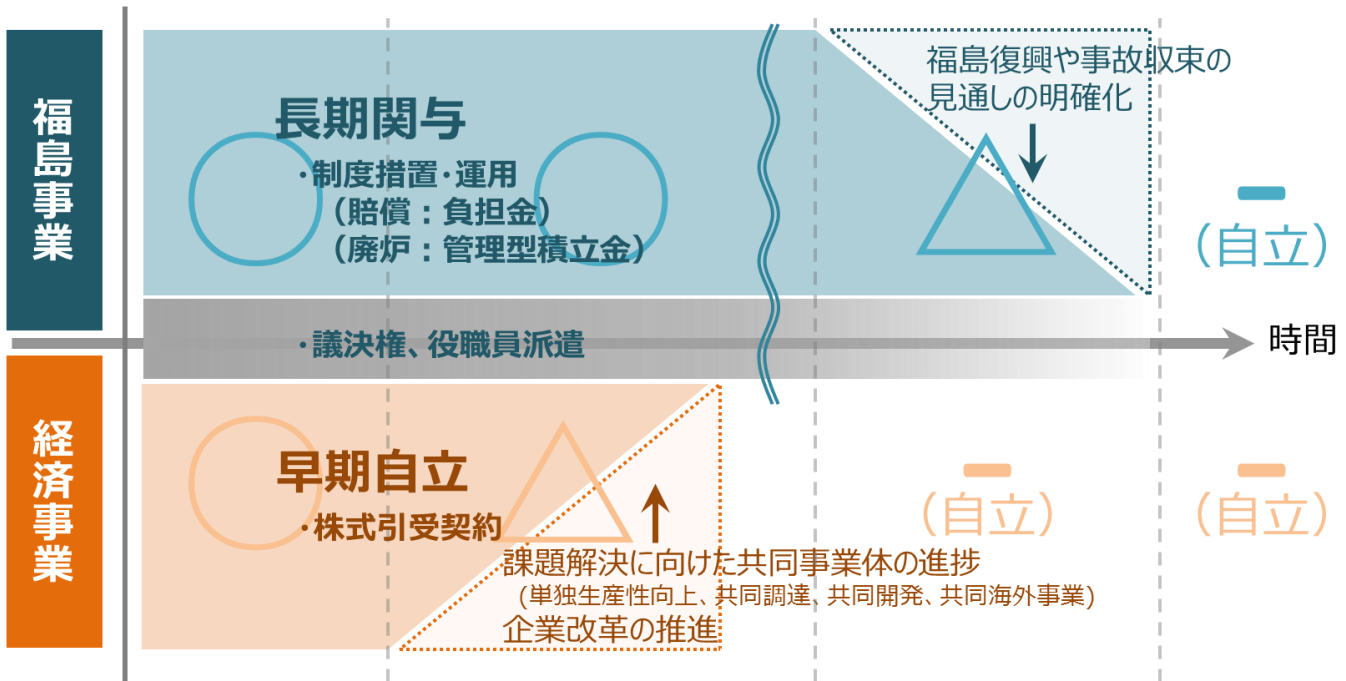 福島事業
長期関与
・制度措置・運用
（賠償：負担金）
（廃炉：管理型積立金）
福島復興や事故収束の
見通しの明確化
（自立）
・議決権、役職員派遣
時間
経済事業
早期自立
・株式引受契約
課題解決に向けた共同事業体の進捗
(単独生産性向上、共同調達、共同開発、共同海外事業)
企業改革の推進
（自立）
（自立）